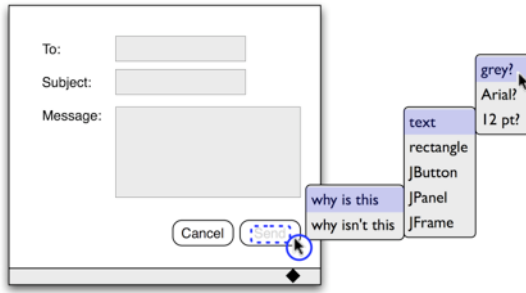 To:
Subject:
Message:
Cancel
Send
why is this
why isn't this
text
rectangle
JButton
JPanel
JFrame
grey?
Arial?
12 pt?